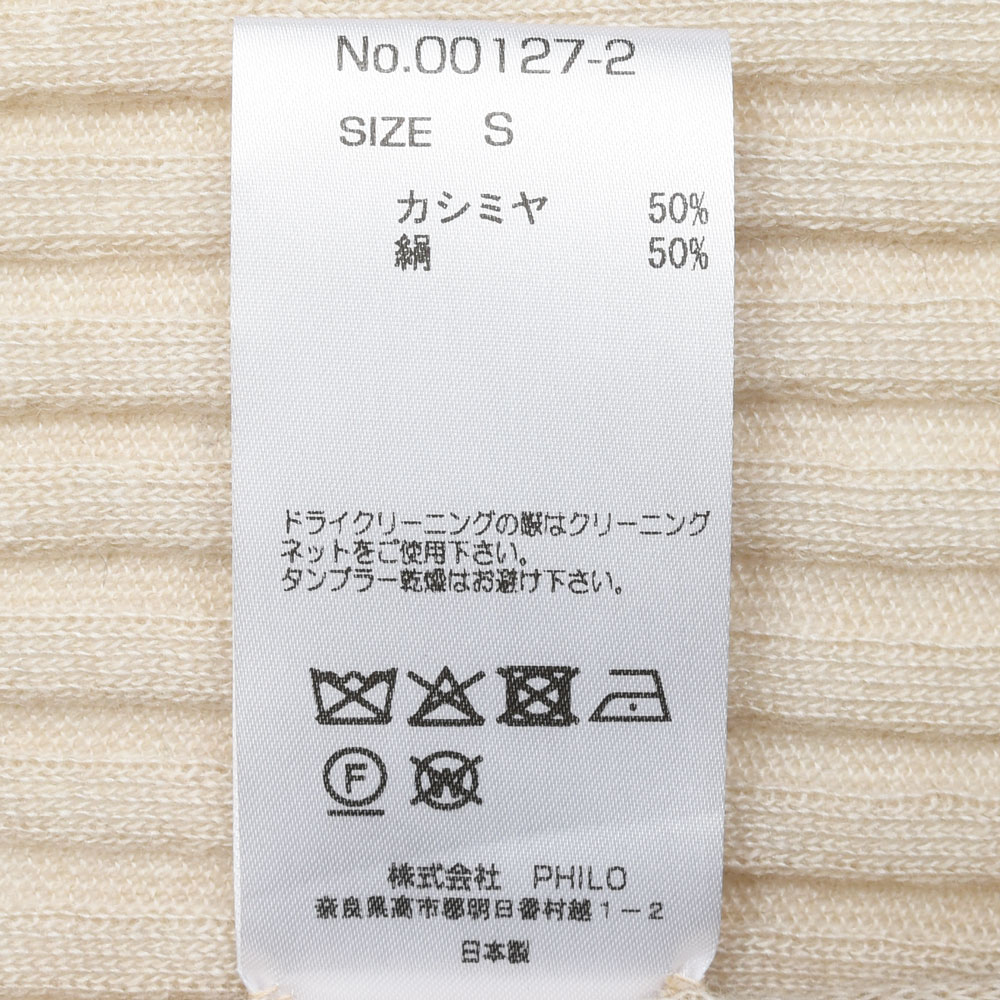 No.00127-2
SIZE S
カシミヤ 50%
絹 50%
ドライクリーニングの際はクリーニング
ネットをご使用下さい。
タンブラー乾燥はお避け下さい。
F
W
株式会社 PHILO
奈良県高市郡明日香村越1-2
日本製